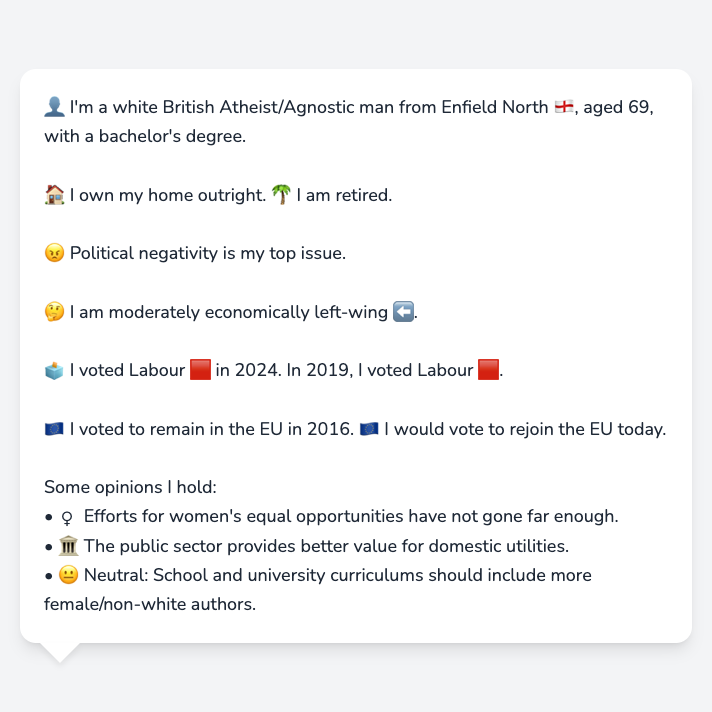 👤 I'm a white British Atheist/Agnostic man from Enfield North 🏴󠁧󠁢󠁥󠁮󠁧󠁿, aged 69,
with a bachelor's degree.
🏠 I own my home outright. 🌴 I am retired.
😠 Political negativity is my top issue.
🤔 I am moderately economically left-wing ⬅️.
🗳️ I voted Labour 🟥 in 2024. In 2019, I voted Labour 🟥.
🇪🇺 I voted to remain in the EU in 2016. 🇪🇺 I would vote to rejoin the EU today.
Some opinions I hold:
• ♀ Efforts for women's equal opportunities have not gone far enough.
• 🏛️ The public sector provides better value for domestic utilities.
• 😐 Neutral: School and university curriculums should include more
female/non-white authors.